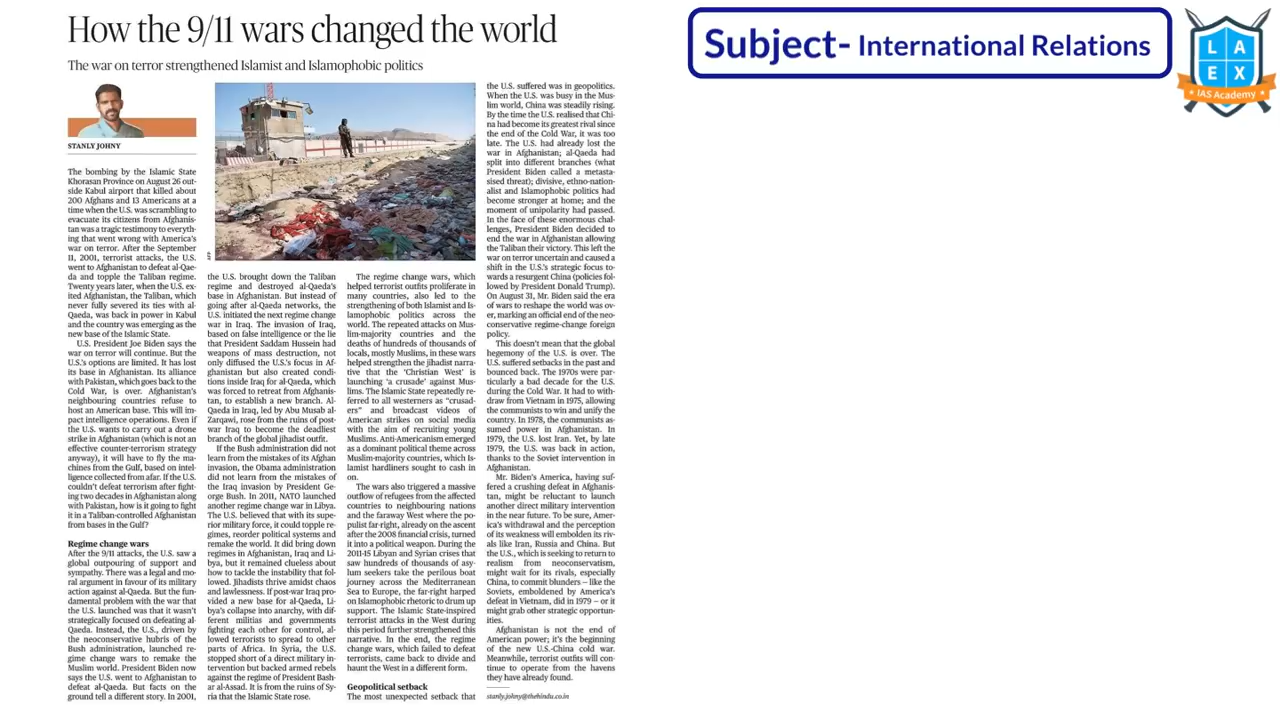 How the 9/11 wars changed the world
The war on terror strengthened Islamist and Islamophobic politics
STANLY JOHNY
The bombing by the Islamic State
Khorasan Province on August 26 out-
side Kabul airport that killed about
200 Afghans and 13 Americans at a
time when the U.S. was scrambling to
evacuate its citizens from Afghanis-
tan was a tragic testimony to everyth-
ing that went wrong with America's
war on terror. After the September
11, 2001, terrorist attacks, the U.S.
went to Afghanistan to defeat al-Qae-
da and topple the Taliban regime.
Twenty years later, when the U.S. ex-
ited Afghanistan, the Taliban, which
never fully severed its ties with al-
Qaeda, was back in power in Kabul
and the country was emerging as the
new base of the Islamic State.
U.S. President Joe Biden says the
war on terror will continue. But the
U.S.'s options are limited. It has lost
its base in Afghanistan. Its alliance
with Pakistan, which goes back to the
Cold War, is over. Afghanistan's
neighbouring countries refuse to
host an American base. This will im-
pact intelligence operations. Even if
the U.S. wants to carry out a drone
strike in Afghanistan (which is not an
effective counter-terrorism strategy
anyway), it will have to fly the ma-
chines from the Gulf, based on intel-
ligence collected from afar. If the U.S.
couldn't defeat terrorism after fight-
ing two decades in Afghanistan along
with Pakistan, how is it going to fight
it in a Taliban-controlled Afghanistan
from bases in the Gulf?
Regime change wars
After the 9/11 attacks, the U.S. saw a
global outpouring of support and
sympathy. There was a legal and mo-
ral argument in favour of its military
action against al-Qaeda. But the fun-
damental problem with the war that
the U.S. launched was that it wasn't
strategically focused on defeating al-
Qaeda. Instead, the U.S., driven by
the neoconservative hubris of the
Bush administration, launched re-
gime change wars to remake the
Muslim world. President Biden now
says the U.S. went to Afghanistan to
defeat al-Qaeda. But facts on the
ground tell a different story. In 2001,
the U.S. brought down the Taliban
regime and destroyed al-Qaeda's
base in Afghanistan. But instead of
going after al-Qaeda networks, the
U.S. initiated the next regime change
war in Iraq. The invasion of Iraq,
based on false intelligence or the lie
that President Saddam Hussein had
weapons of mass destruction, not
only diffused the U.S.'s focus in Af-
ghanistan but also created condi-
tions inside Iraq for al-Qaeda, which
was forced to retreat from Afghanis-
tan, to establish a new branch. Al-
Qaeda in Iraq, led by Abu Musab al-
Zarqawi, rose from the ruins of post-
war Iraq to become the deadliest
branch of the global jihadist outfit.
If the Bush administration did not
learn from the mistakes of its Afghan
invasion, the Obama administration
did not learn from the mistakes of
the Iraq invasion by President Ge-
orge Bush. In 2011, NATO launched
another regime change war in Libya.
The U.S. believed that with its supe-
rior military force, it could topple re-
gimes, reorder political systems and
remake the world. It did bring down
regimes in Afghanistan, Iraq and Li-
bya, but it remained clueless about
how to tackle the instability that fol-
lowed. Jihadists thrive amidst chaos
and lawlessness. If post-war Iraq pro-
vided a new base for al-Qaeda, Li-
bya's collapse into anarchy, with dif-
ferent militias and governments
fighting each other for control, al-
lowed terrorists to spread to other
parts of Africa. In Syria, the U.S.
stopped short of a direct military in-
tervention but backed armed rebels
against the regime of President Bash-
ar al-Assad. It is from the ruins of Sy-
ria that the Islamic State rose.
The regime change wars, which
helped terrorist outfits proliferate in
many countries, also led to the
strengthening of both Islamist and Is-
lamophobic politics across the
world. The repeated attacks on Mus-
lim-majority countries and the
deaths of hundreds of thousands of
locals, mostly Muslims, in these wars
helped strengthen the jihadist narra-
tive that the 'Christian West' is
launching 'a crusade' against Mus-
lims. The Islamic State repeatedly re-
ferred to all westerners as "crusad-
ers" and broadcast videos of
American strikes on social media
with the aim of recruiting young
Muslims. Anti-Americanism emerged
as a dominant political theme across
Muslim-majority countries, which Is-
lamist hardliners sought to cash in
on.
The wars also triggered a massive
outflow of refugees from the affected
countries to neighbouring nations
and the faraway West where the po-
pulist far-right, already on the ascent
after the 2008 financial crisis, turned
it into a political weapon. During the
2011-15 Libyan and Syrian crises that
saw hundreds of thousands of asy-
lum seekers take the perilous boat
journey across the Mediterranean
Sea to Europe, the far-right harped
on Islamophobic rhetoric to drum up
support. The Islamic State-inspired
terrorist attacks in the West during
this period further strengthened this
narrative. In the end, the regime
change wars, which failed to defeat
terrorists, came back to divide and
haunt the West in a different form.
Geopolitical setback
The most unexpected setback that
the U.S. suffered was in geopolitics.
When the U.S. was busy in the Mus-
lim world, China was steadily rising.
By the time the U.S. realised that Chi-
na had become its greatest rival since
the end of the Cold War, it was too
late. The U.S. had already lost the
war in Afghanistan; al-Qaeda had
split into different branches (what
President Biden called a metasta-
sised threat); divisive, ethno-nation-
alist and Islamophobic politics had
become stronger at home; and the
moment of unipolarity had passed.
In the face of these enormous chal-
lenges, President Biden decided to
end the war in Afghanistan allowing
the Taliban their victory. This left the
war on terror uncertain and caused a
shift in the U.S.'s strategic focus to-
wards a resurgent China (policies fol-
lowed by President Donald Trump).
On August 31, Mr. Biden said the era
of wars to reshape the world was ov-
er, marking an official end of the neo-
conservative regime-change foreign
policy.
This doesn't mean that the global
hegemony of the U.S. is over. The
U.S. suffered setbacks in the past and
bounced back. The 1970s were par-
ticularly a bad decade for the U.S.
during the Cold War. It had to with-
draw from Vietnam in 1975, allowing
the communists to win and unify the
country. In 1978, the communists as-
sumed power in Afghanistan. In
1979, the U.S. lost Iran. Yet, by late
1979, the U.S. was back in action,
thanks to the Soviet intervention in
Afghanistan.
Mr. Biden's America, having suf-
fered a crushing defeat in Afghanis-
tan, might be reluctant to launch
another direct military intervention
in the near future. To be sure, Amer-
ica's withdrawal and the perception
of its weakness will embolden its riv-
als like Iran, Russia and China. But
the U.S., which is seeking to return to
realism from neoconservatism,
might wait for its rivals, especially
China, to commit blunders – like the
Soviets, emboldened by America's
defeat in Vietnam, did in 1979 – or it
might grab other strategic opportun-
ities.
Afghanistan is not the end of
American power; it's the beginning
of the new U.S.-China cold war.
Meanwhile, terrorist outfits will con-
tinue to operate from the havens
they have already found.
stanly.johny@thehindu.co.in
Subject- International Relations
L A
E X
IAS Academy